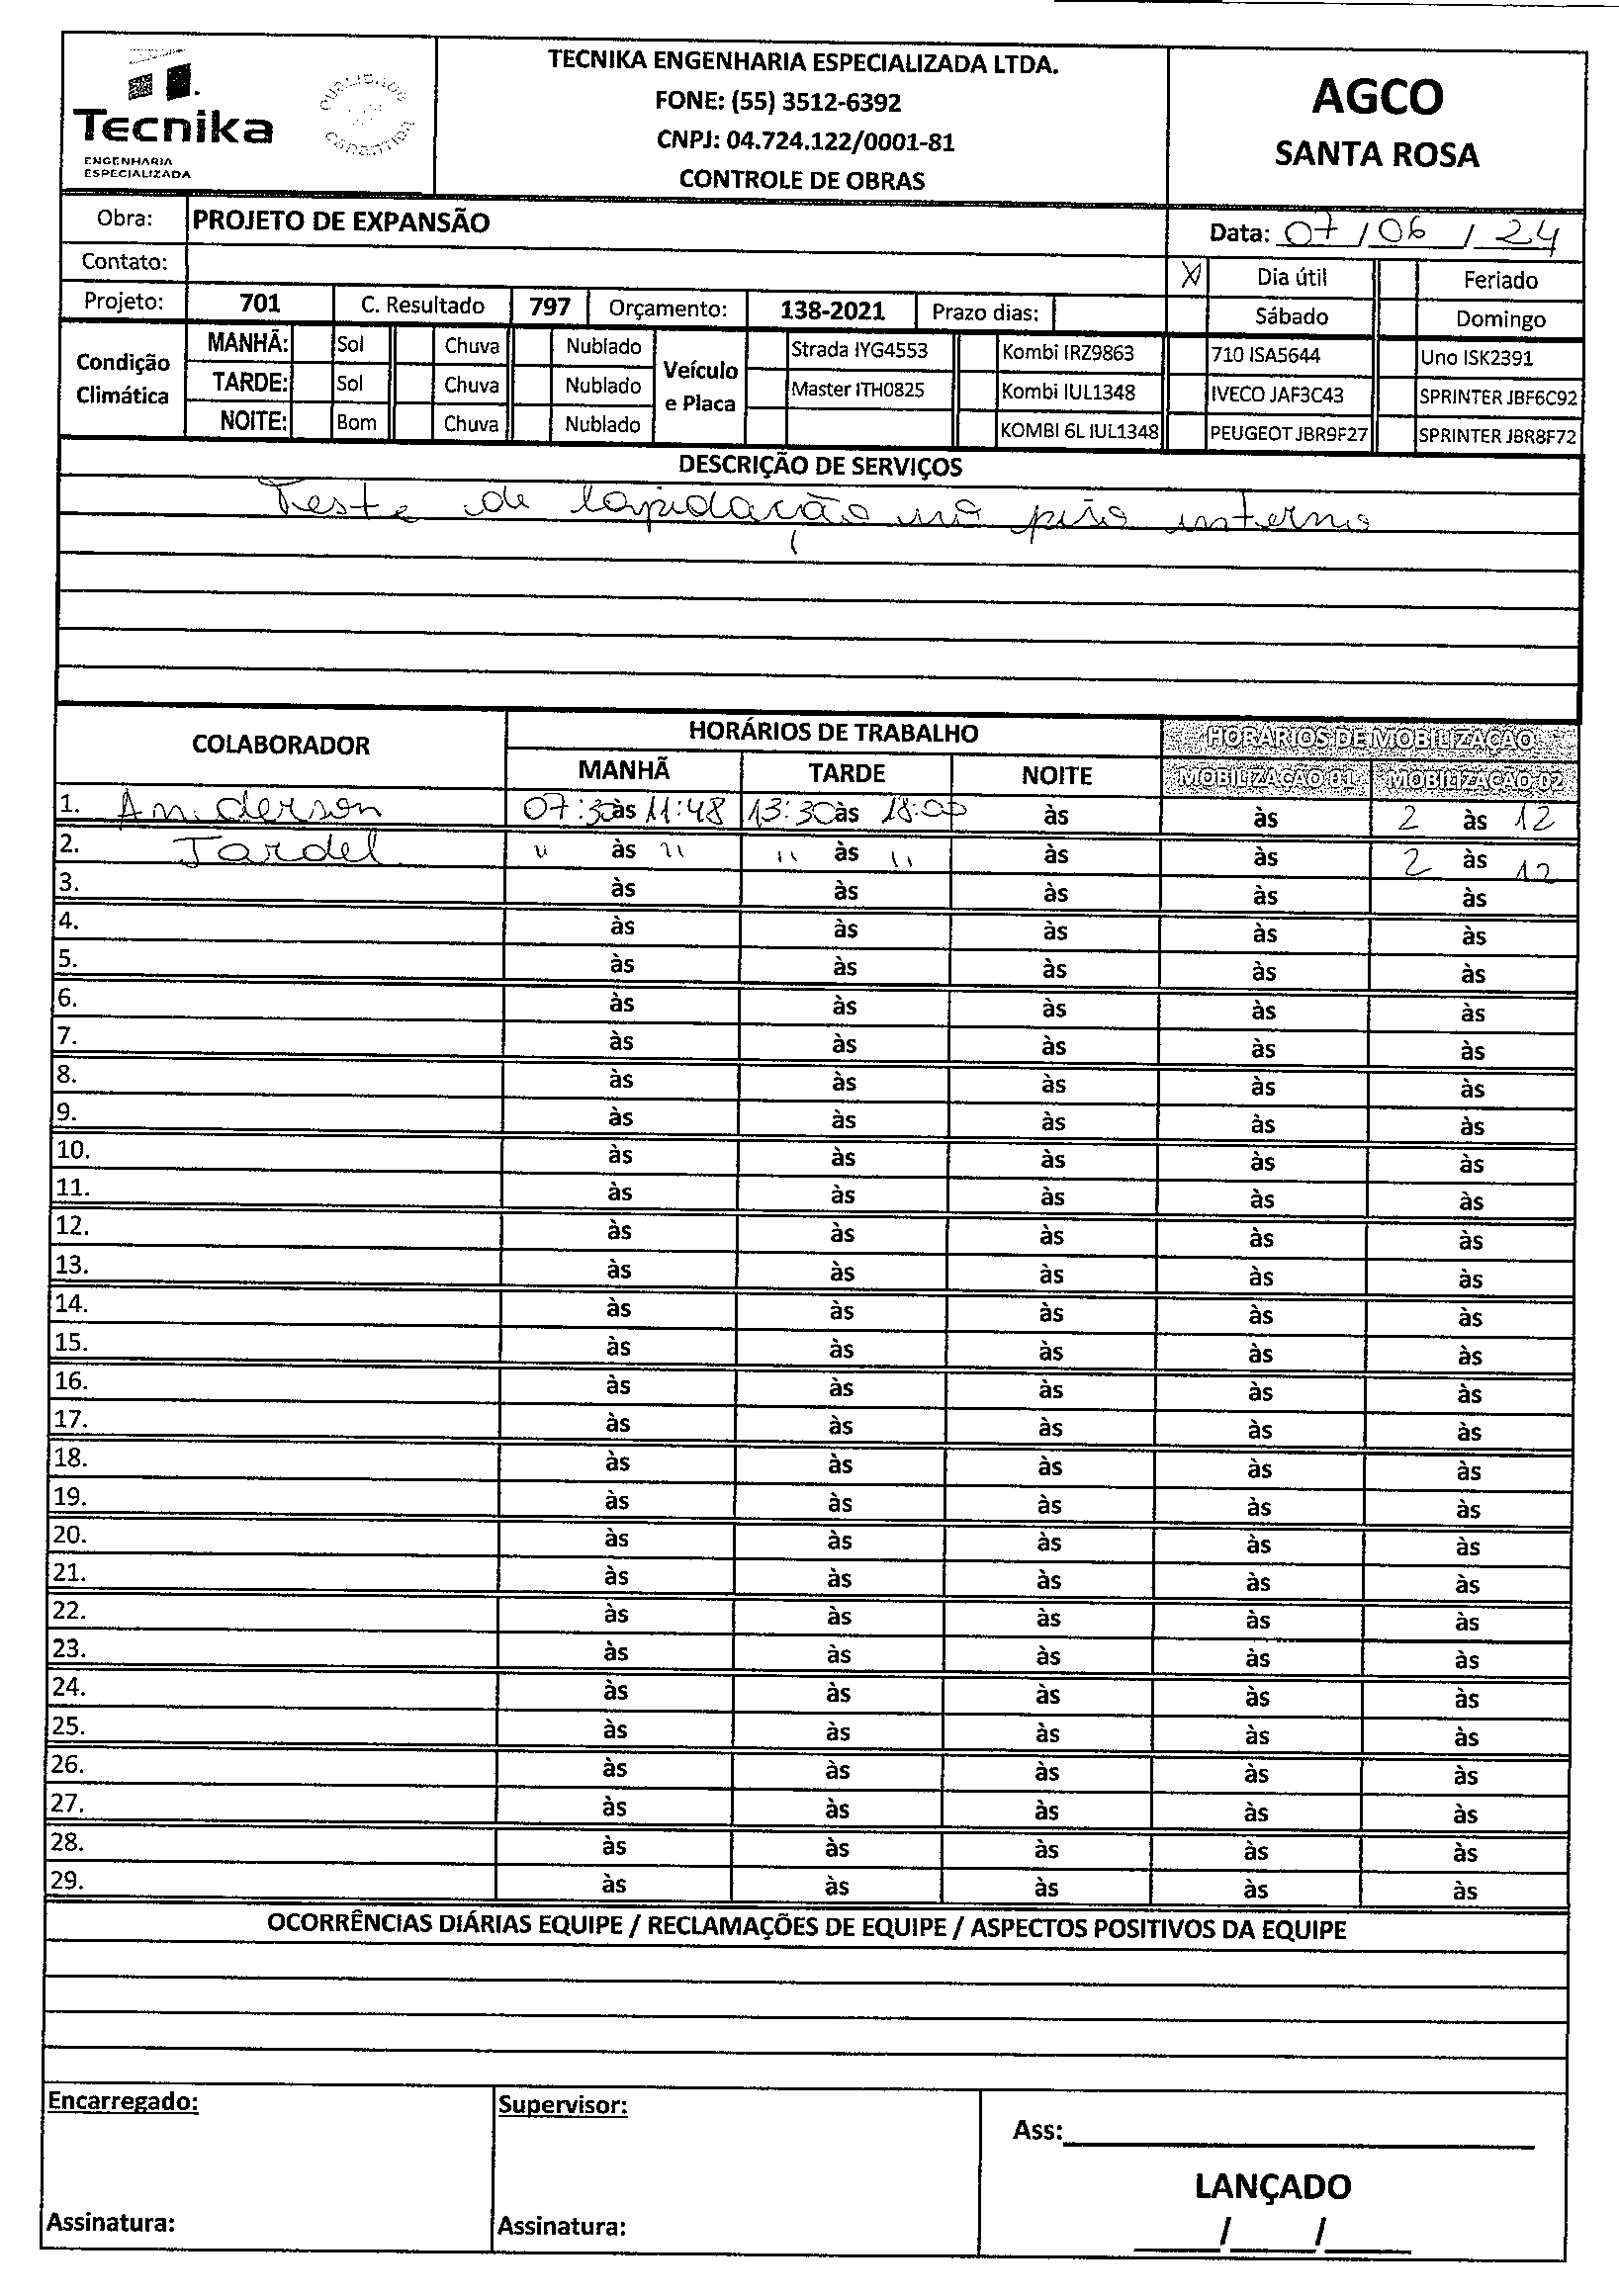 Tecnika
ENGENHARIA
ESPECIALIZADA
QUALIDADE
GARANTIDA
TECNIKA ENGENHARIA ESPECIALIZADA LTDA.
FONE: (55) 3512-6392
CNPJ: 04.724.122/0001-81
CONTROLE DE OBRAS
AGCO
SANTA ROSA
Obra: PROJETO DE EXPANSÃO
Data: 07/06/24
Contato:
X Dia útil Feriado
Projeto: 701 C. Resultado 797 Orçamento: 138-2021 Prazo dias: Sábado Domingo
Condição Climática
MANHÃ: Sol Chuva Nublado
TARDE: Sol Chuva Nublado
NOITE: Bom Chuva Nublado
Veículo e Placa
Strada IYG4553 Kombi IRZ9863 710 ISA5644 Uno ISK2391
Master ITH0825 Kombi IUL1348 IVECO JAF3C43 SPRINTER JBF6C92
KOMBI 6L IUL1348 PEUGEOT JBR9F27 SPRINTER JBR8F72
DESCRIÇÃO DE SERVIÇOS
Teste de lapidação no piso interno
COLABORADOR HORÁRIOS DE TRABALHO HORÁRIOS DE MOBILIZAÇÃO
MANHÃ TARDE NOITE MOBILIZAÇÃO 01 MOBILIZAÇÃO 02
1. Anderson 07:30 às 11:48 13:30 às 18:00 às às 2 às 12
2. Jardel " às " " às " às às 2 às 12
3. às às às às às
4. às às às às às
5. às às às às às
6. às às às às às
7. às às às às às
8. às às às às às
9. às às às às às
10. às às às às às
11. às às às às às
12. às às às às às
13. às às às às às
14. às às às às às
15. às às às às às
16. às às às às às
17. às às às às às
18. às às às às às
19. às às às às às
20. às às às às às
21. às às às às às
22. às às às às às
23. às às às às às
24. às às às às às
25. às às às às às
26. às às às às às
27. às às às às às
28. às às às às às
29. às às às às às
OCORRÊNCIAS DIÁRIAS EQUIPE / RECLAMAÇÕES DE EQUIPE / ASPECTOS POSITIVOS DA EQUIPE
Encarregado:
Assinatura:
Supervisor:
Assinatura:
Ass:
LANÇADO
/ /